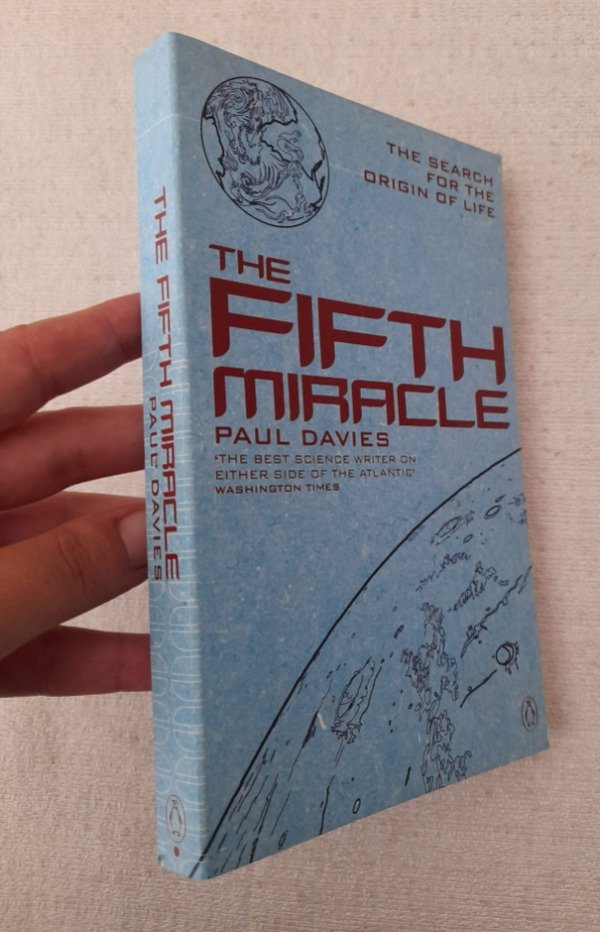 THE SEARCH
FOR THE
ORIGIN OF LIFE
THE
FIFTH
MIRACLE
PAUL DAVIES
'THE BEST SCIENCE WRITER ON
EITHER SIDE OF THE ATLANTIC'
WASHINGTON TIMES
THE FIFTH MIRACLE
PAUL DAVIES